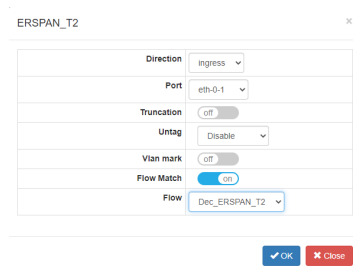 ERSPAN_T2 ×
Direction ingress
Port eth-0-1
Truncation off
Untag Disable
Vlan mark off
Flow Match on
Flow Dec_ERSPAN_T2
✔OK ✖ Close